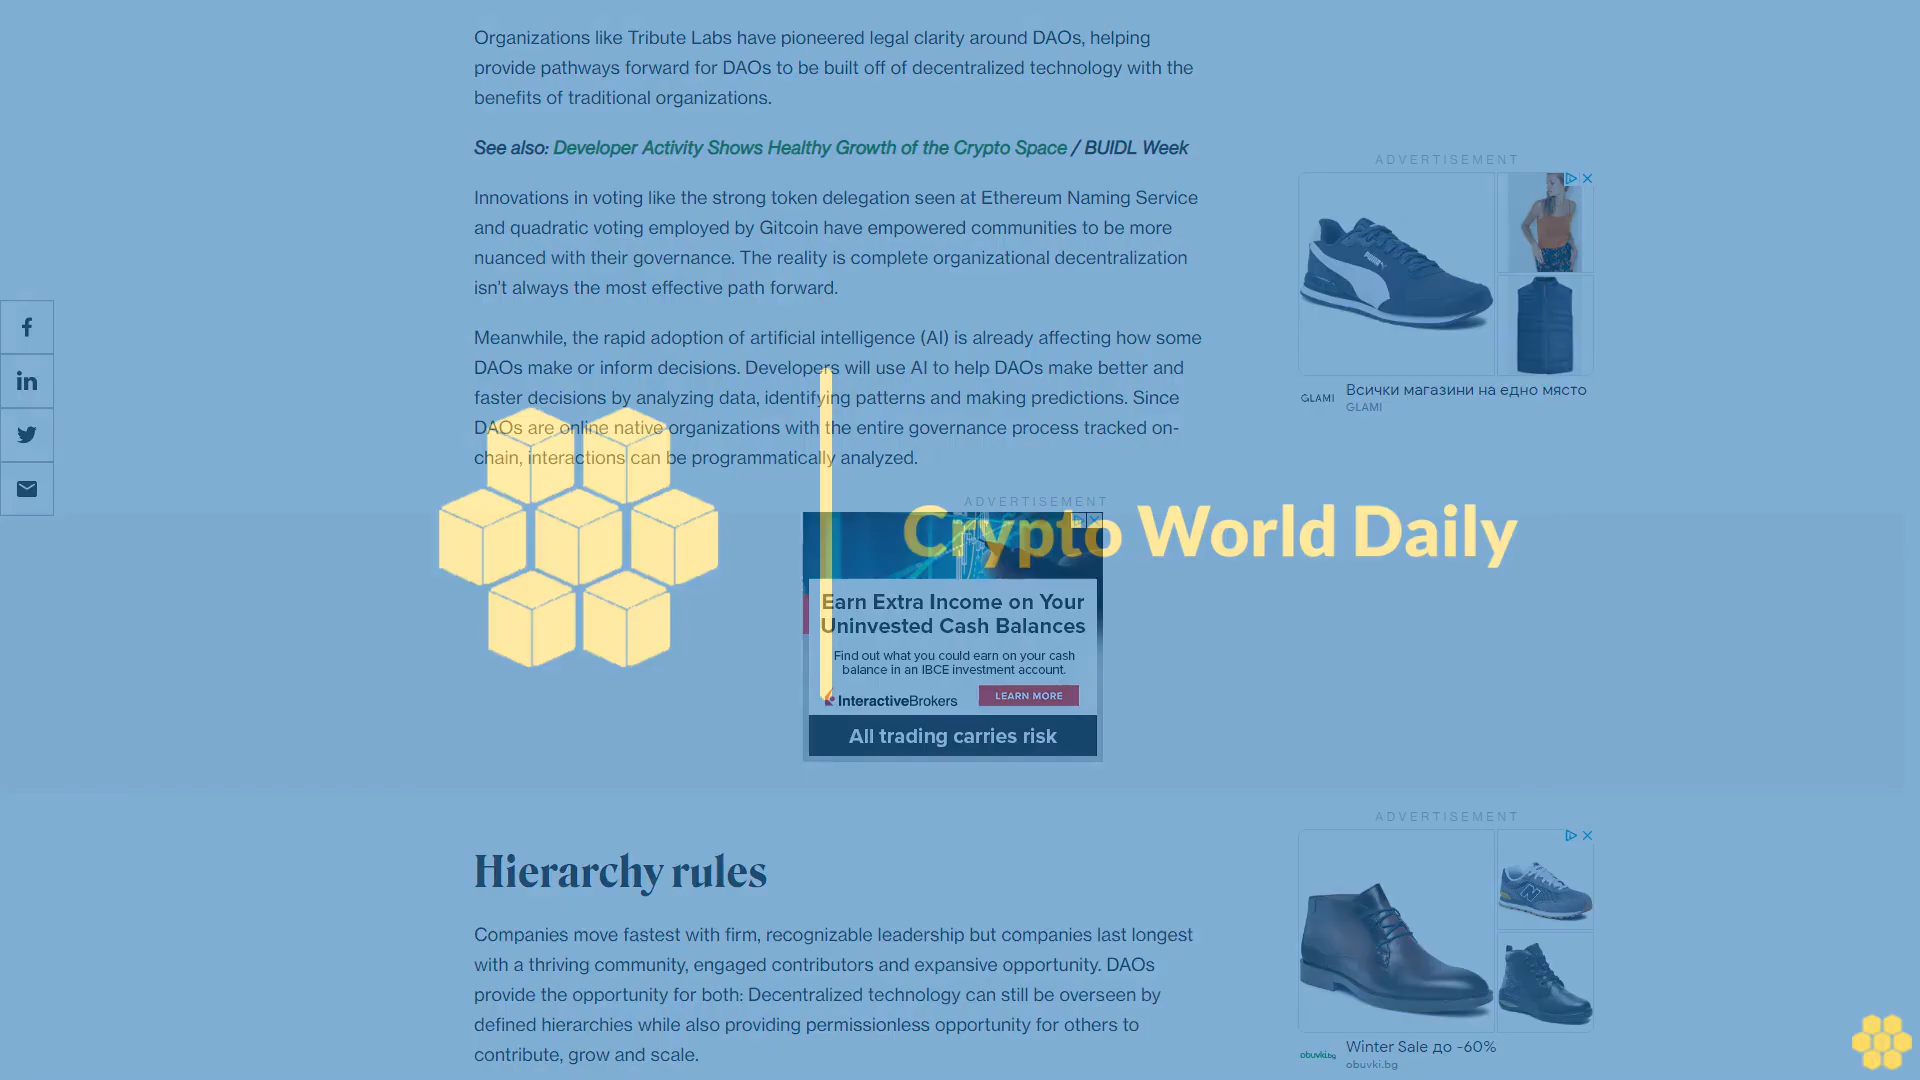 Organizations like Tribute Labs have pioneered legal clarity around DAOs, helping
provide pathways forward for DAOs to be built off of decentralized technology with the
benefits of traditional organizations.
See also: Developer Activity Shows Healthy Growth of the Crypto Space / BUIDL Week
Innovations in voting like the strong token delegation seen at Ethereum Naming Service
and quadratic voting employed by Gitcoin have empowered communities to be more
nuanced with their governance. The reality is complete organizational decentralization
isn't always the most effective path forward.
Meanwhile, the rapid adoption of artificial intelligence (AI) is already affecting how some
DAOs make or inform decisions. Developers will use AI to help DAOs make better and
faster decisions by analyzing data, identifying patterns and making predictions. Since
DAOs are online native organizations with the entire governance process tracked on-
chain, interactions can be programmatically analyzed.
ADVERTISEMENT
Crypto World Daily
Earn Extra Income on Your
Uninvested Cash Balances
Find out what you could earn on your cash
balance in an IBCE investment account.
InteractiveBrokers
LEARN MORE
All trading carries risk
Hierarchy rules
Companies move fastest with firm, recognizable leadership but companies last longest
with a thriving community, engaged contributors and expansive opportunity. DAOs
provide the opportunity for both: Decentralized technology can still be overseen by
defined hierarchies while also providing permissionless opportunity for others to
contribute, grow and scale.
ADVERTISEMENT
PUMA
GLAMI
Всички магазини на едно място
GLAMI
ADVERTISEMENT
N
obuvki.bg
Winter Sale до -60%
obuvki.bg